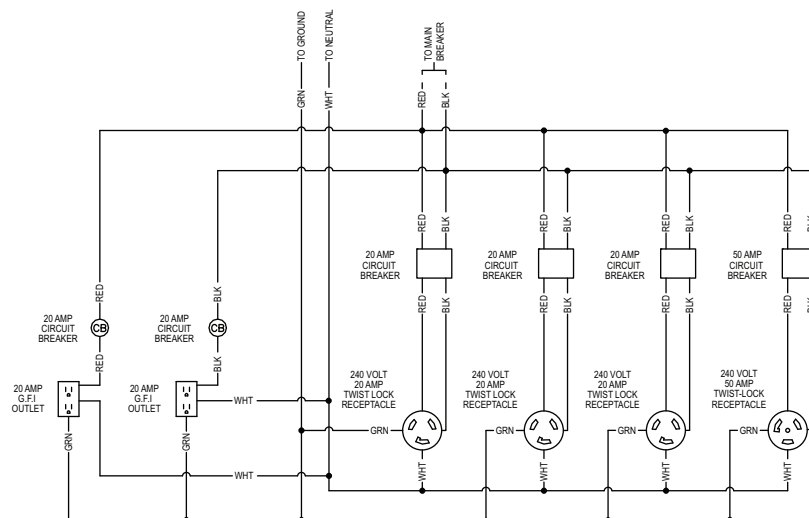 TO GROUND
TO NEUTRAL
TO MAIN
BREAKER
GRN
WHT
RED
BLK
RED
BLK
RED
BLK
RED
BLK
RED
BLK
20 AMP
CIRCUIT
BREAKER
20 AMP
CIRCUIT
BREAKER
20 AMP
CIRCUIT
BREAKER
50 AMP
CIRCUIT
BREAKER
RED
BLK
RED
BLK
RED
BLK
RED
BLK
RED
BLK
20 AMP
CIRCUIT
BREAKER
CB
20 AMP
CIRCUIT
BREAKER
CB
RED
BLK
20 AMP
G.F.I
OUTLET
20 AMP
G.F.I
OUTLET
240 VOLT
20 AMP
TWIST LOCK
RECEPTACLE
240 VOLT
20 AMP
TWIST LOCK
RECEPTACLE
240 VOLT
20 AMP
TWIST LOCK
RECEPTACLE
240 VOLT
50 AMP
TWIST-LOCK
RECEPTACLE
WHT
GRN
GRN
GRN
GRN
GRN
GRN
WHT
WHT
WHT
WHT
WHT